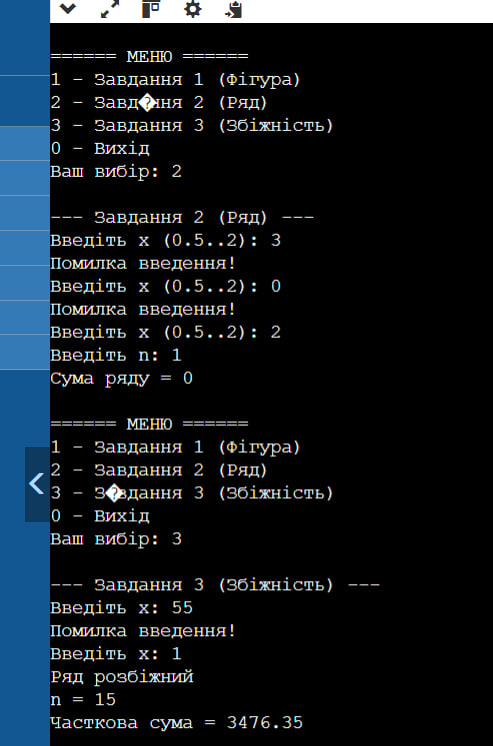 ====== МЕНЮ ======
1 - Завдання 1 (Фігура)
2 - Завд�ння 2 (Ряд)
3 - Завдання 3 (Збіжність)
0 - Вихід
Ваш вибір: 2
--- Завдання 2 (Ряд) ---
Введіть x (0.5..2): 3
Помилка введення!
Введіть x (0.5..2): 0
Помилка введення!
Введіть x (0.5..2): 2
Введіть n: 1
Сума ряду = 0
====== МЕНЮ ======
1 - Завдання 1 (Фігура)
2 - Завдання 2 (Ряд)
3 - З�вдання 3 (Збіжність)
0 - Вихід
Ваш вибір: 3
--- Завдання 3 (Збіжність) ---
Введіть x: 55
Помилка введення!
Введіть x: 1
Ряд розбіжний
n = 15
Часткова сума = 3476.35